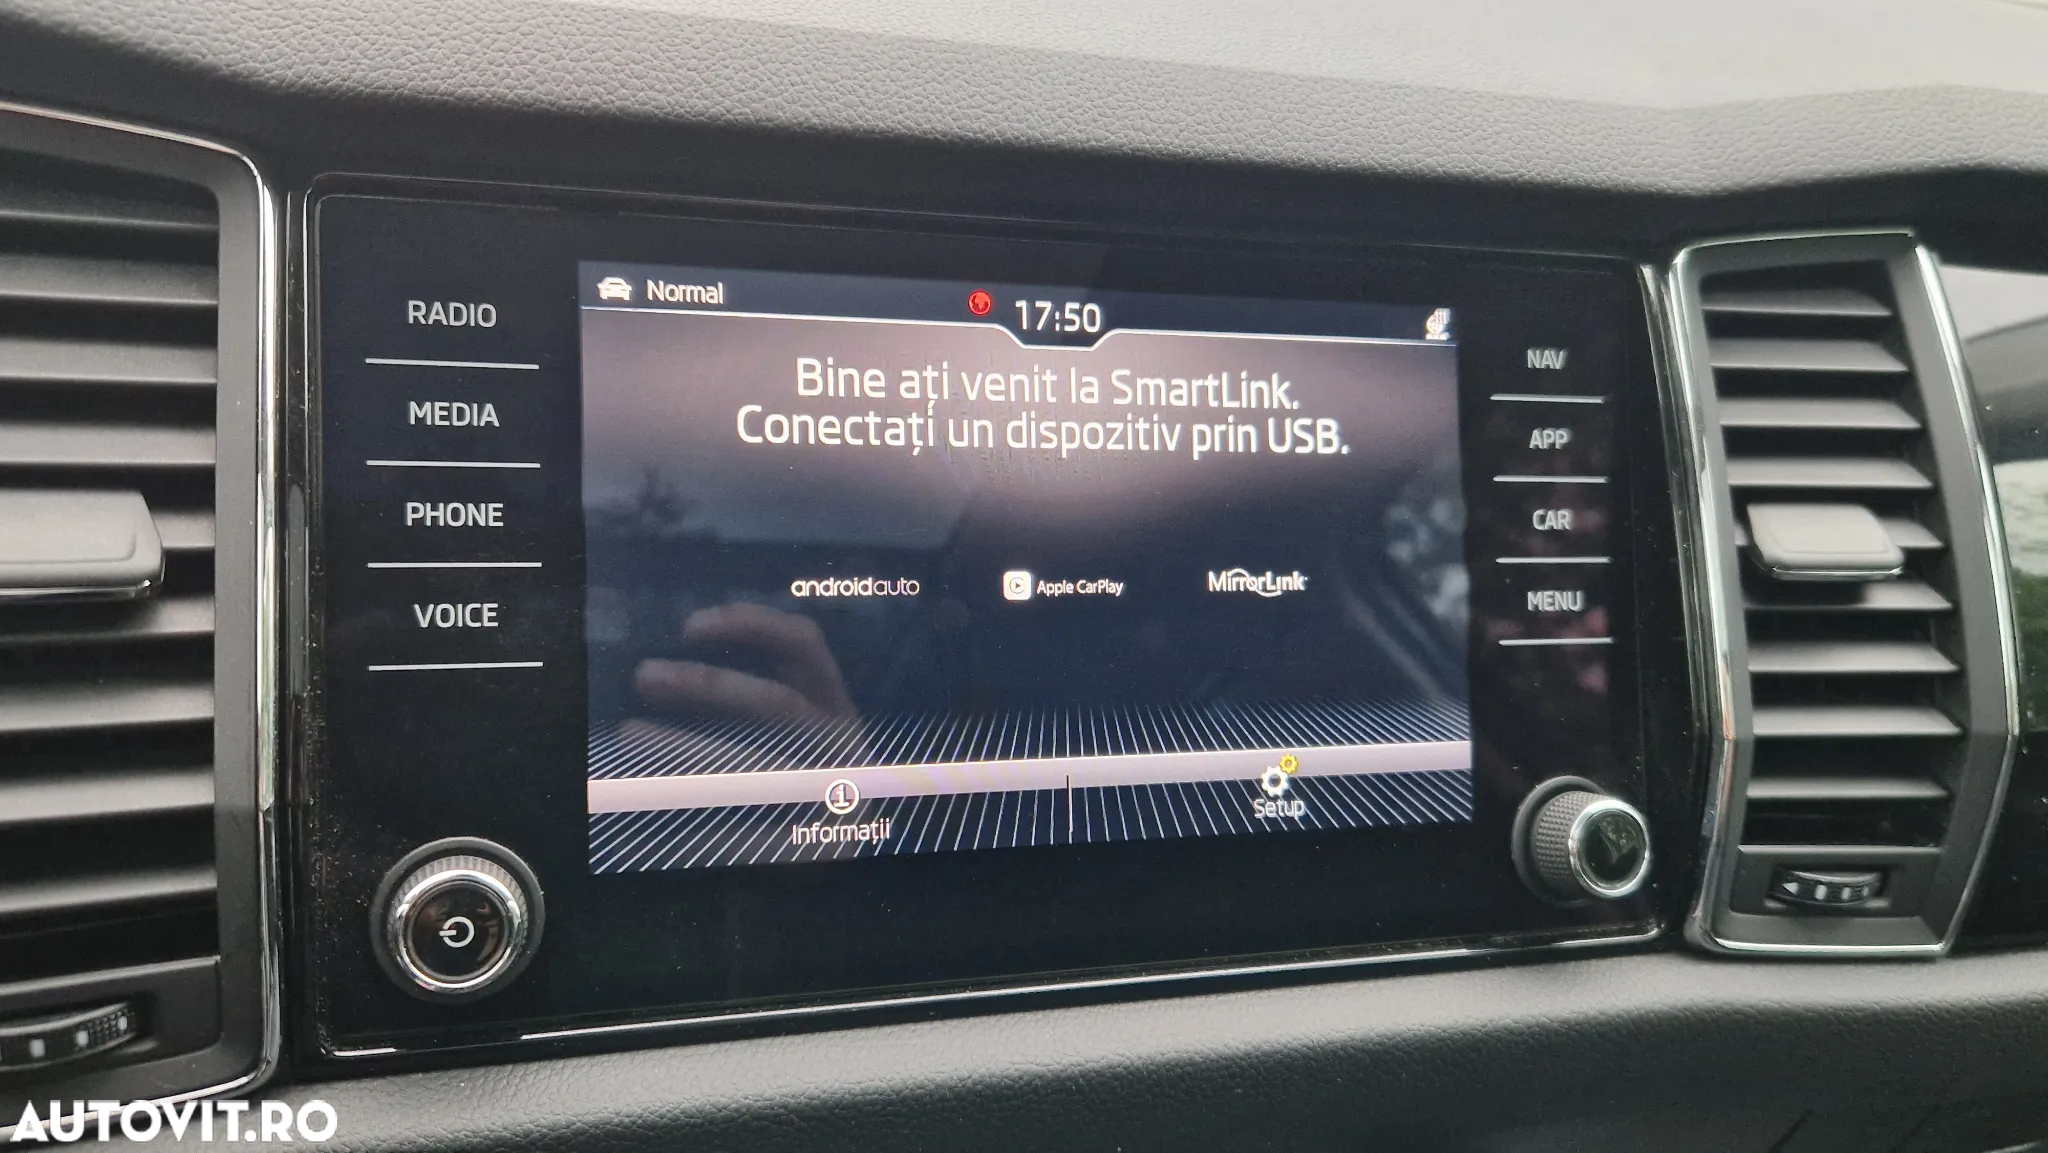 Normal
17:50
RADIO
MEDIA
PHONE
VOICE
Bine ați venit la SmartLink.
Conectați un dispozitiv prin USB.
androidauto
Apple CarPlay
MirrorLink
Informații
Setup
NAV
APP
CAR
MENU
AUTOVIT.RO